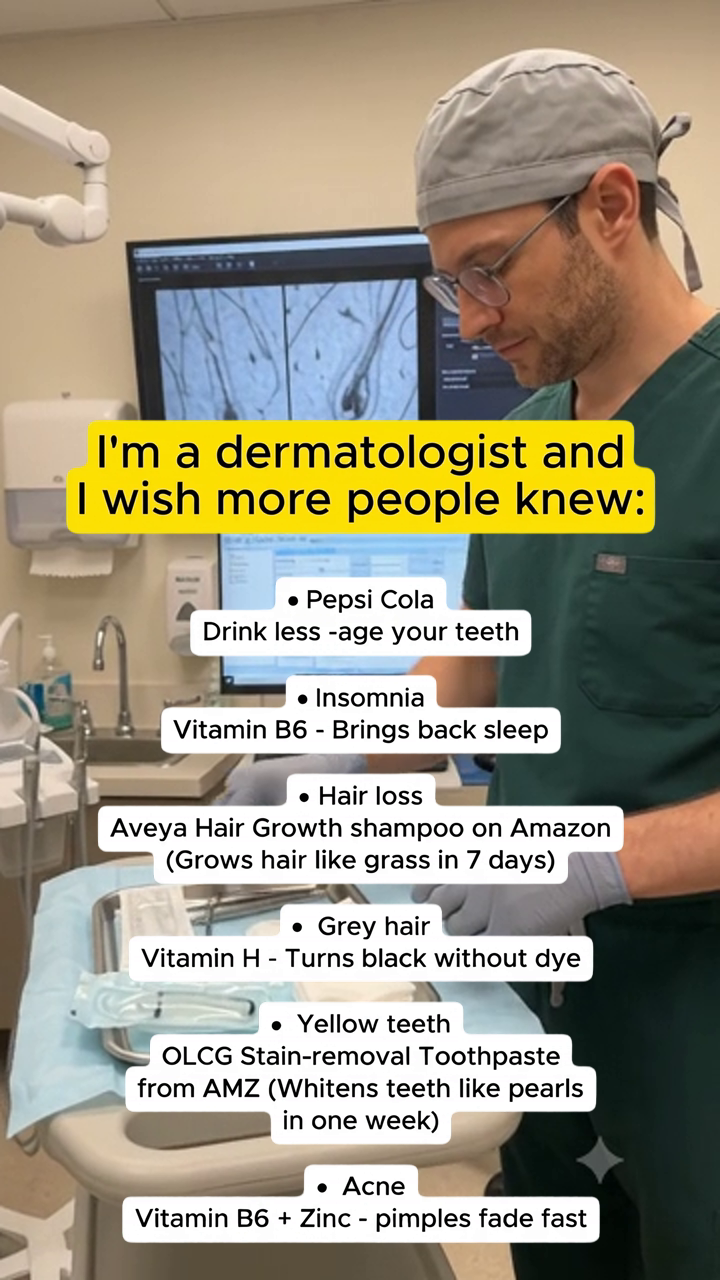 I'm a dermatologist and
I wish more people knew:
• Pepsi Cola
Drink less -age your teeth
• Insomnia
Vitamin B6 - Brings back sleep
• Hair loss
Aveya Hair Growth shampoo on Amazon
(Grows hair like grass in 7 days)
• Grey hair
Vitamin H - Turns black without dye
• Yellow teeth
OLCG Stain-removal Toothpaste
from AMZ (Whitens teeth like pearls
in one week)
• Acne
Vitamin B6 + Zinc - pimples fade fast